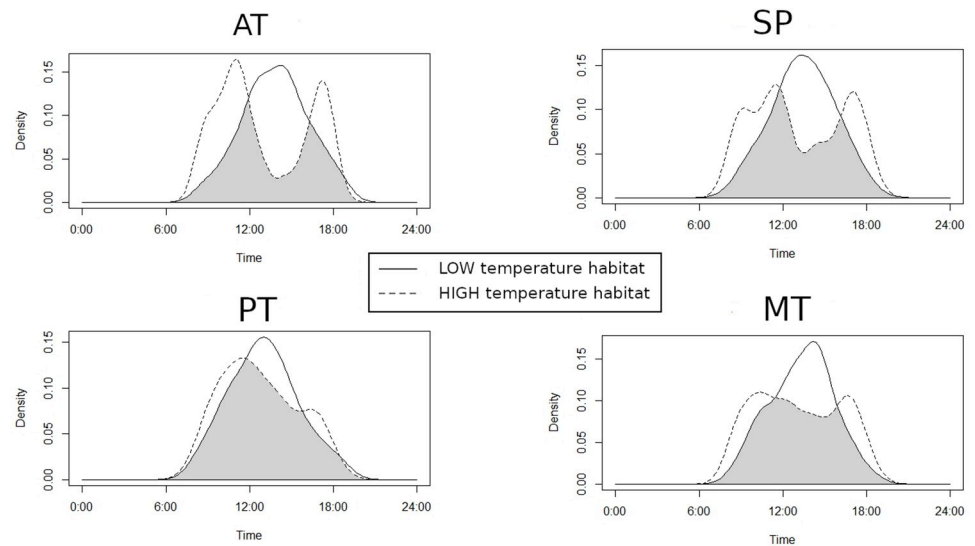 AT
SP
Density
0.00 0.05 0.10 0.15
0:00 6:00 12:00 18:00 24:00
Time
Density
0.00 0.05 0.10 0.15
0:00 6:00 12:00 18:00 24:00
Time
LOW temperature habitat
HIGH temperature habitat
PT
MT
Density
0.00 0.05 0.10 0.15
0:00 6:00 12:00 18:00 24:00
Time
Density
0.00 0.05 0.10 0.15
0:00 6:00 12:00 18:00 24:00
Time